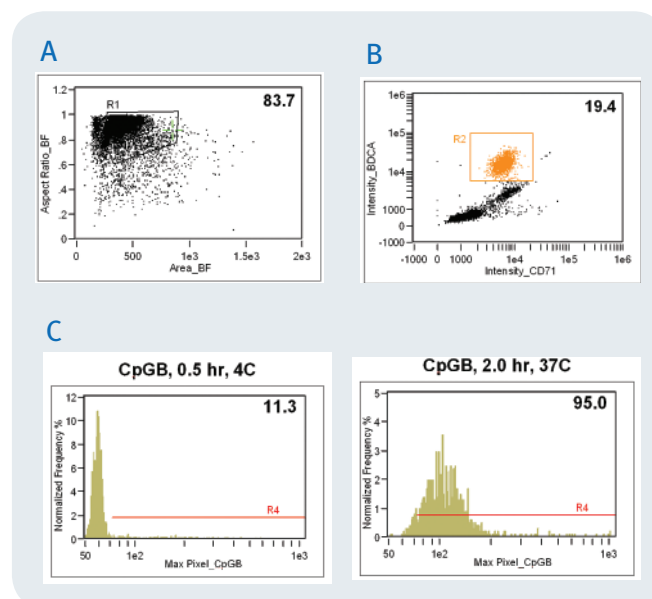 A
1.2
R1
83.7
1
.8
.6
.4
.2
0
Aspect Ratio_BF
0
500
1e3
1.5e3
2e3
Area_BF
B
1e6
19.4
1e5
R2
1e4
1000
0
-1000
Intensity_BDCA
-1000 0 1000 1e4 1e5 1e6
Intensity_CD71
C
CpGB, 0.5 hr, 4C
12
11.3
10
8
6
4
2
R4
0
Normalized Frequency %
50 1e2 1e3
Max Pixel_CpGB
CpGB, 2.0 hr, 37C
5
95.0
4
3
2
1
R4
0
Normalized Frequency %
50 1e2 1e3
Max Pixel_CpGB